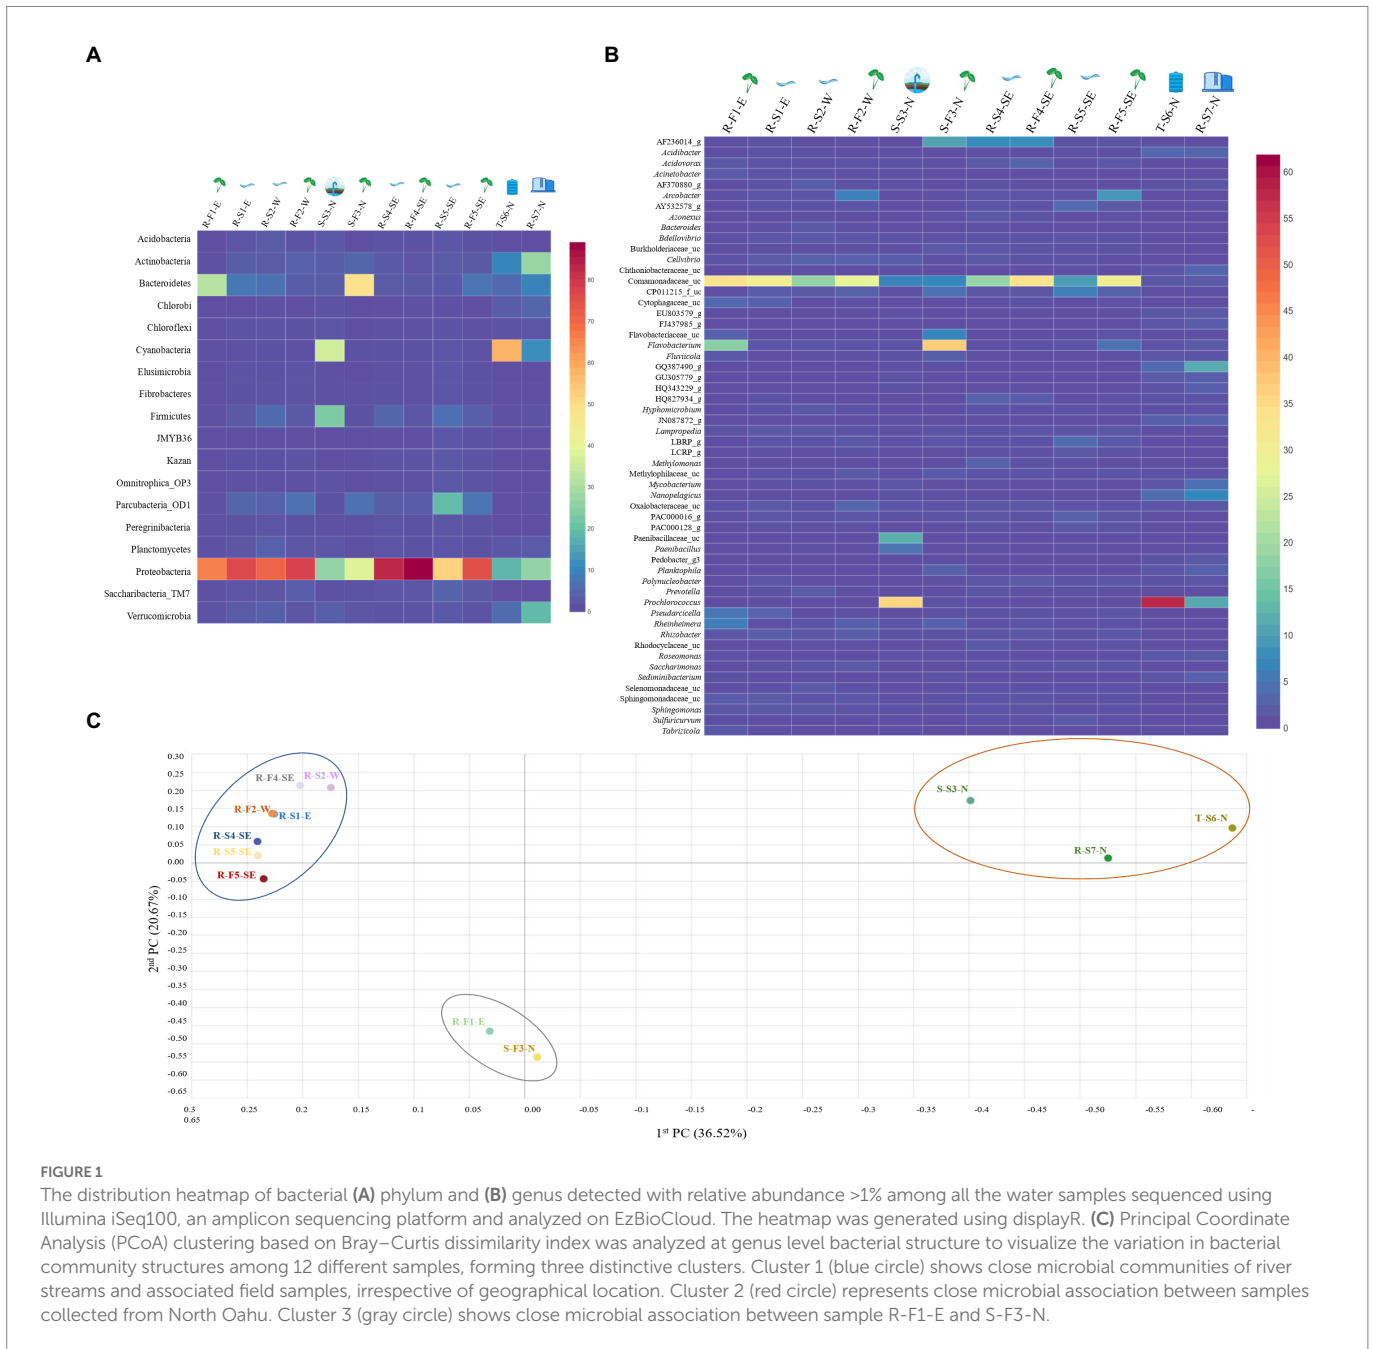 A
R-F1-E
R-S1-E
R-S2-W
R-F2-W
S-S3-N
S-F3-N
R-S4-SE
R-F4-SE
R-S5-SE
R-F5-SE
T-S6-N
R-S7-N
Acidobacteria
Actinobacteria
Bacteroidetes
Chlorobi
Chloroflexi
Cyanobacteria
Elusimicrobia
Fibrobacteres
Firmicutes
JMYB36
Kazan
Omnitrophica_OP3
Parcubacteria_OD1
Peregrinibacteria
Planctomycetes
Proteobacteria
Saccharibacteria_TM7
Verrucomicrobia
80
70
60
50
40
30
20
10
0
B
R-F1-E
R-S1-E
R-S2-W
R-F2-W
S-S3-N
S-F3-N
R-S4-SE
R-F4-SE
R-S5-SE
R-F5-SE
T-S6-N
R-S7-N
AF236014_g
Acidibacter
Acidovorax
Acinetobacter
AF370880_g
Arcobacter
AY532578_g
Azonexus
Bacteroides
Bdellovibrio
Burkholderiaceae_uc
Cellvibrio
Chthoniobacteraceae_uc
Comamonadaceae_uc
CP011215_f_uc
Cytophagaceae_uc
EU803579_g
FJ437985_g
Flavobacteriaceae_uc
Flavobacterium
Fluviicola
GQ387490_g
GU305779_g
HQ343229_g
HQ827934_g
Hyphomicrobium
JN087872_g
Lampropedia
LBRP_g
LCRP_g
Methylomonas
Methylophilaceae_uc
Mycobacterium
Nanopelagicus
Oxalobacteraceae_uc
PAC000016_g
PAC000128_g
Paenibacillaceae_uc
Paenibacillus
Pedobacter_g3
Planktophila
Polynucleobacter
Prevotella
Prochlorococcus
Pseudarcicella
Rheinheimera
Rhizobacter
Rhodocyclaceae_uc
Roseomonas
Saccharimonas
Sediminibacterium
Selenomonadaceae_uc
Sphingomonadaceae_uc
Sphingomonas
Sulfuricurvum
Tabrizicola
60
55
50
45
40
35
30
25
20
15
10
5
0
C
2nd PC (20.67%)
0.30
0.25
0.20
0.15
0.10
0.05
0.00
-0.05
-0.10
-0.15
-0.20
-0.25
-0.30
-0.35
-0.40
-0.45
-0.50
-0.55
-0.60
-0.65
R-F4-SE
R-S2-W
R-F2-W
R-S1-E
R-S4-SE
R-S5-SE
R-F5-SE
S-S3-N
T-S6-N
R-S7-N
R-F1-E
S-F3-N
0.3 0.25 0.2 0.15 0.1 0.05 0.00 -0.05 -0.1 -0.15 -0.2 -0.25 -0.3 -0.35 -0.4 -0.45 -0.50 -0.55 -0.60 -
0.65
1st PC (36.52%)
FIGURE 1
The distribution heatmap of bacterial (A) phylum and (B) genus detected with relative abundance >1% among all the water samples sequenced using
Illumina iSeq100, an amplicon sequencing platform and analyzed on EzBioCloud. The heatmap was generated using displayR. (C) Principal Coordinate
Analysis (PCoA) clustering based on Bray–Curtis dissimilarity index was analyzed at genus level bacterial structure to visualize the variation in bacterial
community structures among 12 different samples, forming three distinctive clusters. Cluster 1 (blue circle) shows close microbial communities of river
streams and associated field samples, irrespective of geographical location. Cluster 2 (red circle) represents close microbial association between samples
collected from North Oahu. Cluster 3 (gray circle) shows close microbial association between sample R-F1-E and S-F3-N.